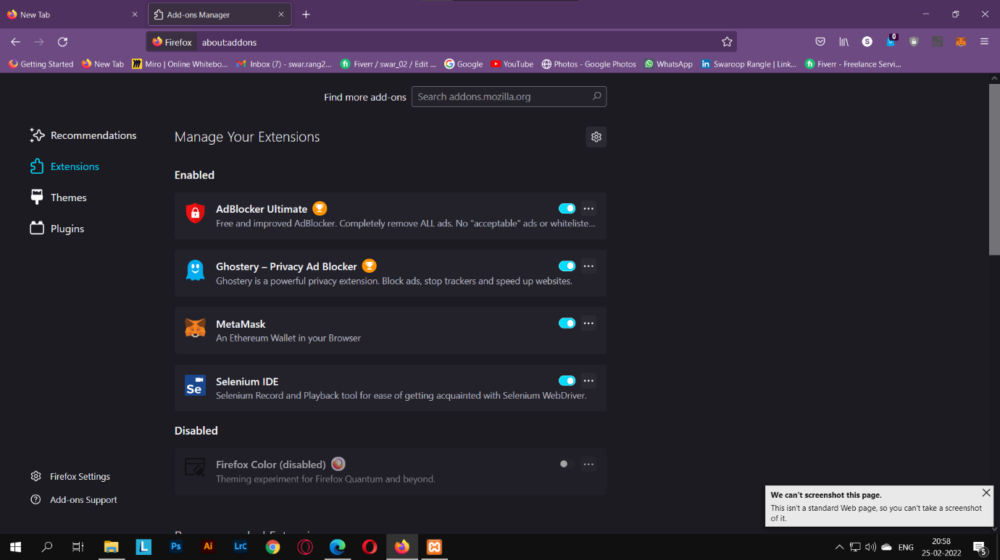 New Tab
Add-ons Manager
Firefox
about:addons
S
0
Getting Started
New Tab
Miro | Online Whitebo...
Inbox (7) - swar.rang2...
Fiverr / swar_02 / Edit ...
Google
YouTube
Photos - Google Photos
WhatsApp
Swaroop Rangle | Link...
Fiverr - Freelance Servi...
Find more add-ons
Search addons.mozilla.org
Recommendations
Extensions
Themes
Plugins
Manage Your Extensions
Enabled
AdBlocker Ultimate
Free and improved AdBlocker. Completely remove ALL ads. No "acceptable" ads or whiteliste...
Ghostery – Privacy Ad Blocker
Ghostery is a powerful privacy extension. Block ads, stop trackers and speed up websites.
MetaMask
An Ethereum Wallet in your Browser
Se
Selenium IDE
Selenium Record and Playback tool for ease of getting acquainted with Selenium WebDriver.
Disabled
Firefox Color (disabled)
Theming experiment for Firefox Quantum and beyond.
Firefox Settings
Add-ons Support
We can't screenshot this page.
This isn't a standard Web page, so you can't take a screenshot
of it.
L
Ps
Ai
LrC
ENG
20:58
25-02-2022
5